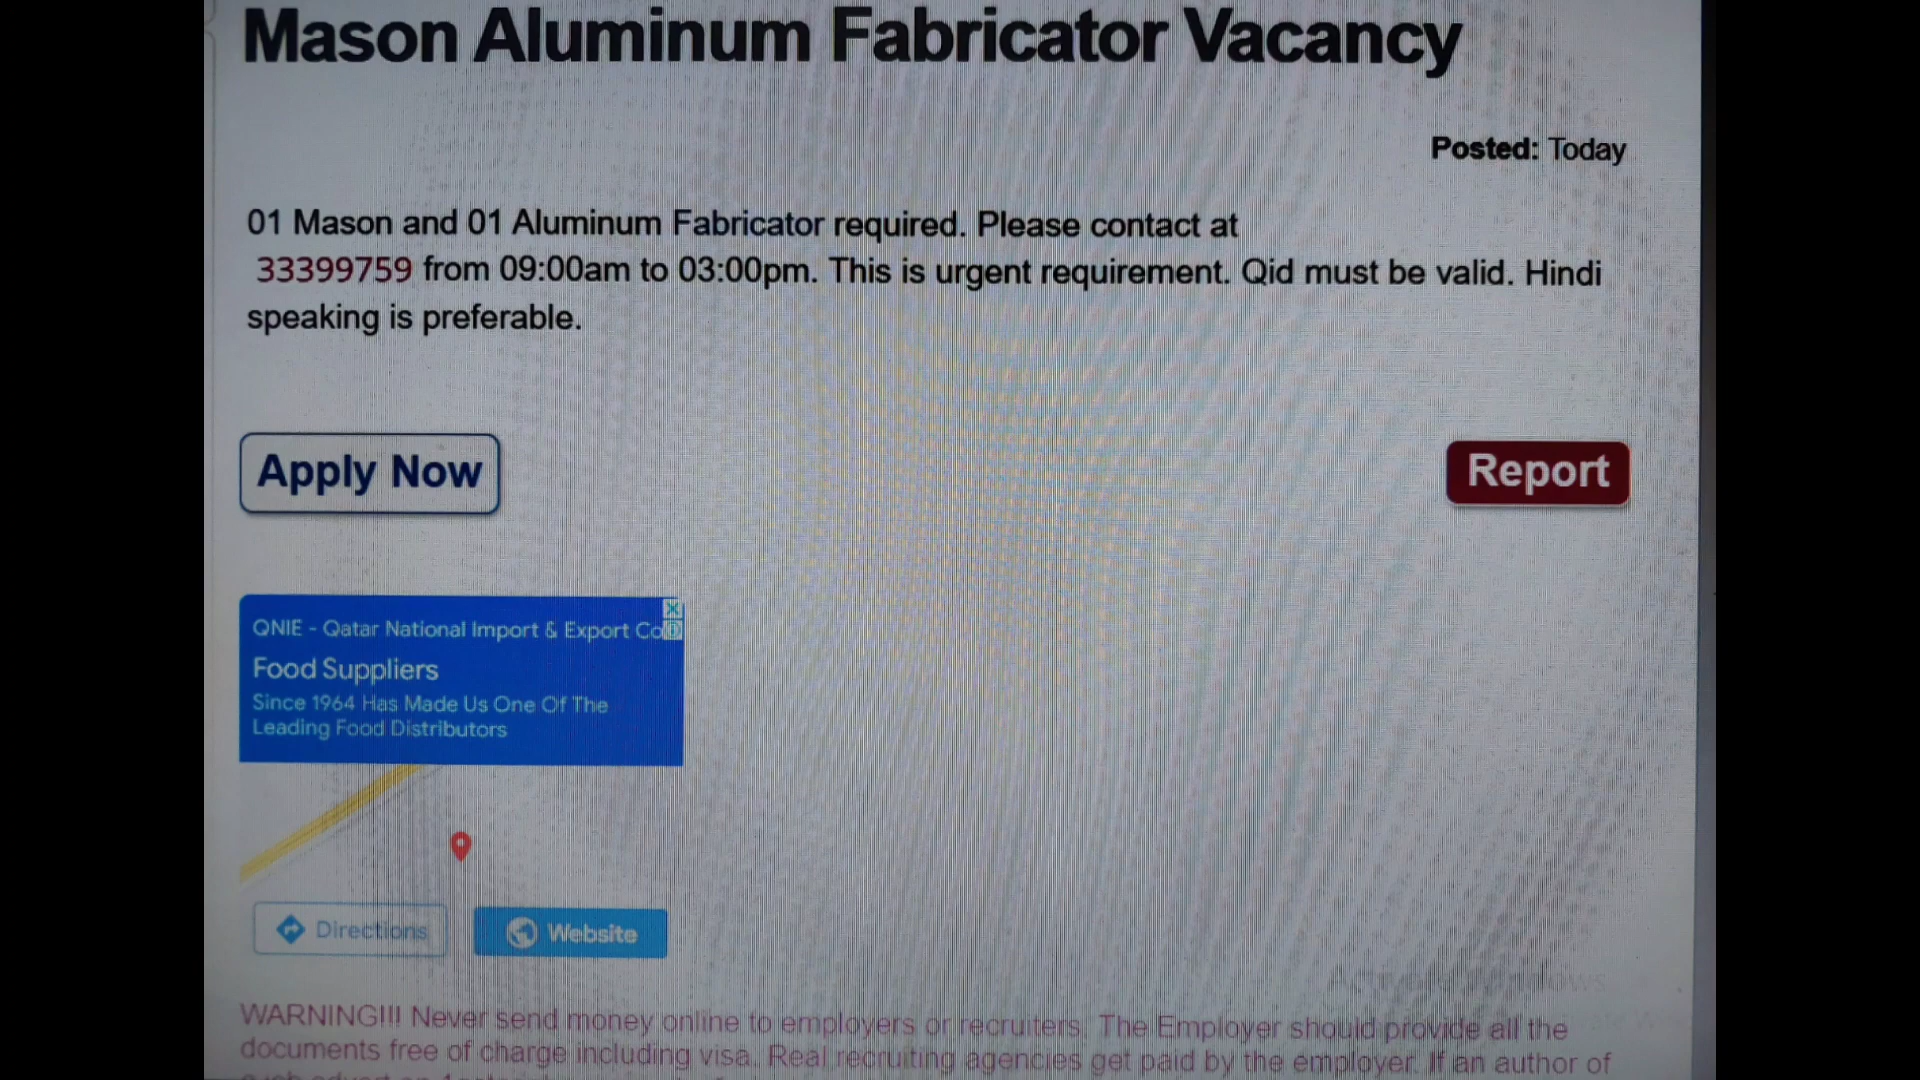 Mason Aluminum Fabricator Vacancy
Posted: Today
01 Mason and 01 Aluminum Fabricator required. Please contact at
33399759 from 09:00am to 03:00pm. This is urgent requirement. Qid must be valid. Hindi
speaking is preferable.
Apply Now
Report
QNIE - Qatar National Import & Export Co
Food Suppliers
Since 1964 Has Made Us One Of The
Leading Food Distributors
Directions
Website
WARNING!!! Never send money online to employers or recruiters. The Employer should provide all the
documents free of charge including visa. Real recruiting agencies get paid by the employer. If an author of